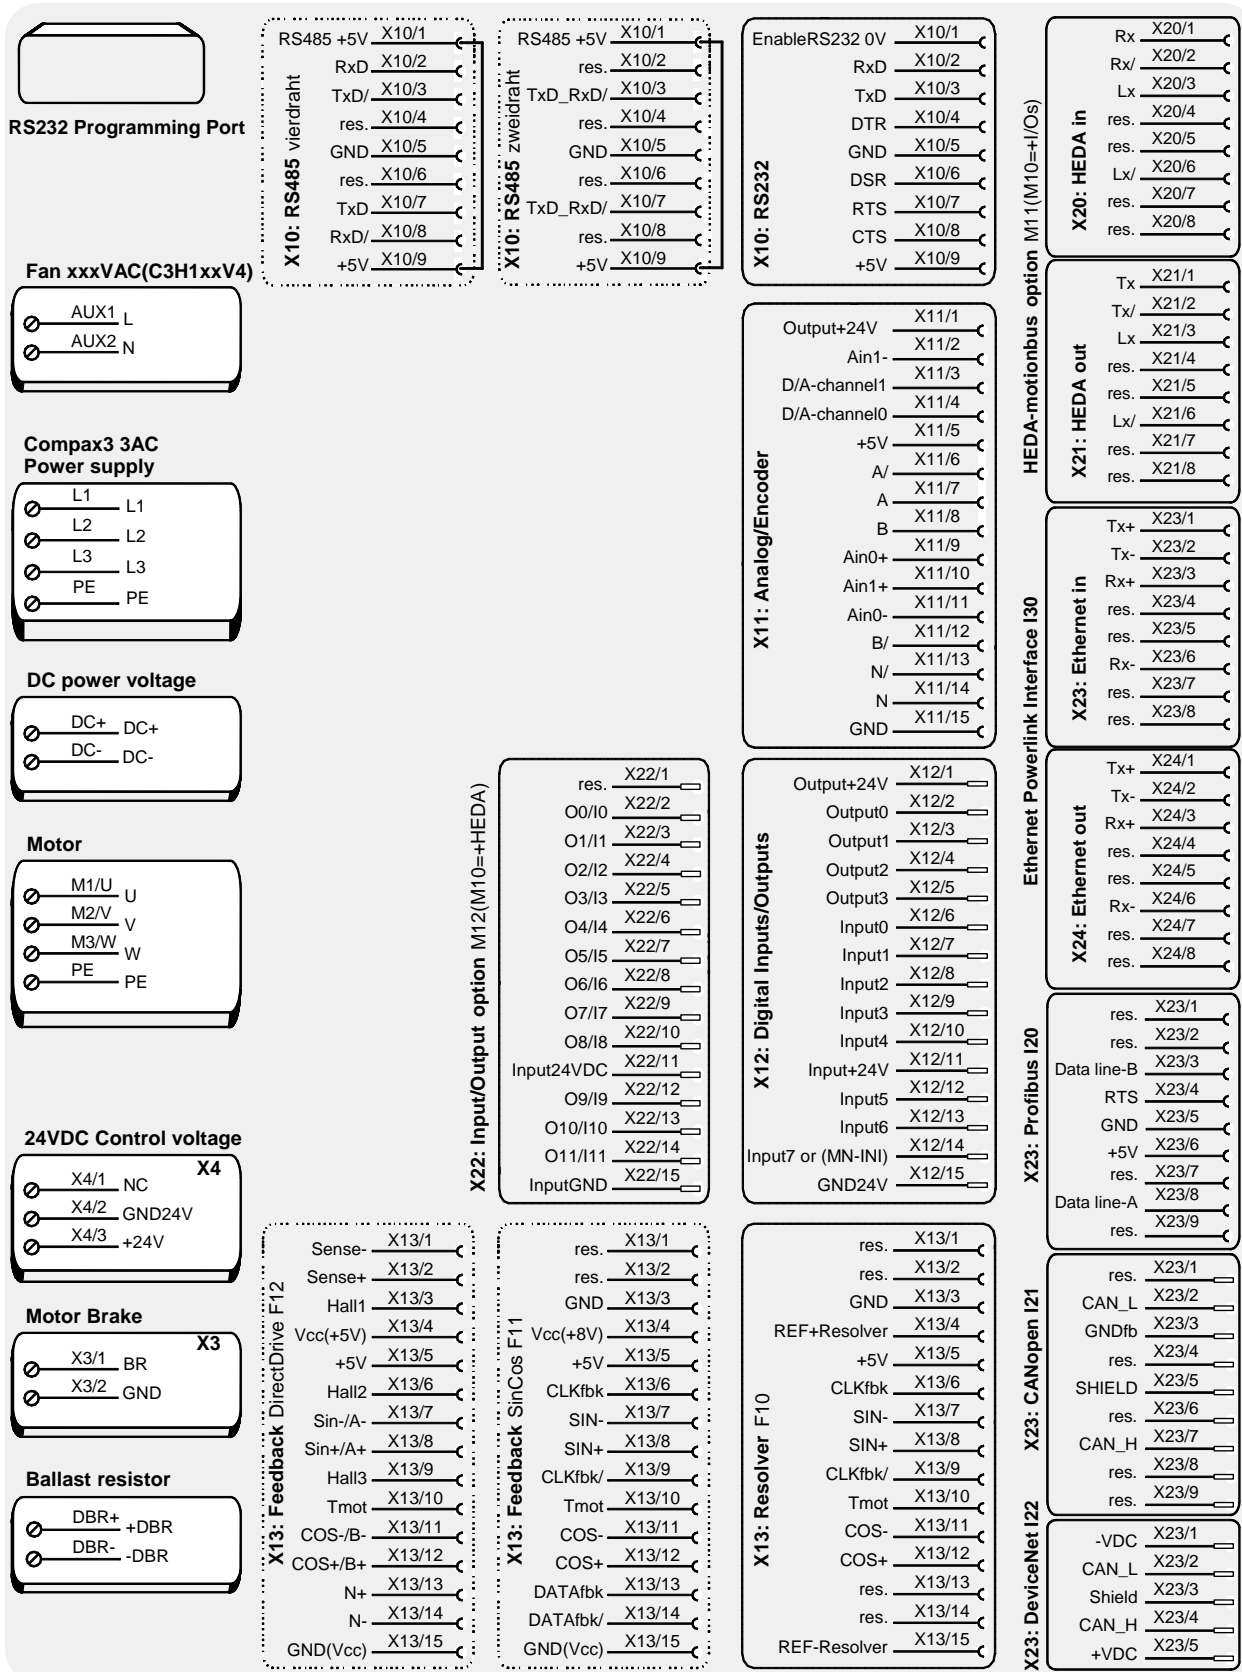 RS232 Programming Port
Fan xxxVAC(C3H1xxV4)
AUX1 L
AUX2 N
Compax3 3AC
Power supply
L1 L1
L2 L2
L3 L3
PE PE
DC power voltage
DC+ DC+
DC- DC-
Motor
M1/U U
M2/V V
M3/W W
PE PE
24VDC Control voltage
X4
X4/1 NC
X4/2 GND24V
X4/3 +24V
Motor Brake
X3
X3/1 BR
X3/2 GND
Ballast resistor
DBR+ +DBR
DBR- -DBR
X10: RS485 vierdraht
RS485 +5V X10/1
RxD X10/2
TxD/ X10/3
res. X10/4
GND X10/5
res. X10/6
TxD X10/7
RxD/ X10/8
+5V X10/9
X10: RS485 zweidraht
RS485 +5V X10/1
res. X10/2
TxD_RxD/ X10/3
res. X10/4
GND X10/5
res. X10/6
TxD_RxD/ X10/7
res. X10/8
+5V X10/9
X10: RS232
EnableRS232 0V X10/1
RxD X10/2
TxD X10/3
DTR X10/4
GND X10/5
DSR X10/6
RTS X10/7
CTS X10/8
+5V X10/9
X11: Analog/Encoder
Output+24V X11/1
Ain1- X11/2
D/A-channel1 X11/3
D/A-channel0 X11/4
+5V X11/5
A/ X11/6
A X11/7
B X11/8
Ain0+ X11/9
Ain1+ X11/10
Ain0- X11/11
B/ X11/12
N/ X11/13
N X11/14
GND X11/15
X22: Input/Output option M12(M10=+HEDA)
res. X22/1
O0/I0 X22/2
O1/I1 X22/3
O2/I2 X22/4
O3/I3 X22/5
O4/I4 X22/6
O5/I5 X22/7
O6/I6 X22/8
O7/I7 X22/9
O8/I8 X22/10
Input24VDC X22/11
O9/I9 X22/12
O10/I10 X22/13
O11/I11 X22/14
InputGND X22/15
X12: Digital Inputs/Outputs
Output+24V X12/1
Output0 X12/2
Output1 X12/3
Output2 X12/4
Output3 X12/5
Input0 X12/6
Input1 X12/7
Input2 X12/8
Input3 X12/9
Input4 X12/10
Input+24V X12/11
Input5 X12/12
Input6 X12/13
Input7 or (MN-INI) X12/14
GND24V X12/15
X13: Feedback DirectDrive F12
Sense- X13/1
Sense+ X13/2
Hall1 X13/3
Vcc(+5V) X13/4
+5V X13/5
Hall2 X13/6
Sin-/A- X13/7
Sin+/A+ X13/8
Hall3 X13/9
Tmot X13/10
COS-/B- X13/11
COS+/B+ X13/12
N+ X13/13
N- X13/14
GND(Vcc) X13/15
X13: Feedback SinCos F11
res. X13/1
res. X13/2
GND X13/3
Vcc(+8V) X13/4
+5V X13/5
CLKfbk X13/6
SIN- X13/7
SIN+ X13/8
CLKfbk/ X13/9
Tmot X13/10
COS- X13/11
COS+ X13/12
DATAfbk X13/13
DATAfbk/ X13/14
GND(Vcc) X13/15
X13: Resolver F10
res. X13/1
res. X13/2
GND X13/3
REF+Resolver X13/4
+5V X13/5
CLKfbk X13/6
SIN- X13/7
SIN+ X13/8
CLKfbk/ X13/9
Tmot X13/10
COS- X13/11
COS+ X13/12
res. X13/13
res. X13/14
REF-Resolver X13/15
HEDA-motionbus option M11(M10=+I/Os)
X20: HEDA in
Rx X20/1
Rx/ X20/2
Lx X20/3
res. X20/4
res. X20/5
Lx/ X20/6
res. X20/7
res. X20/8
X21: HEDA out
Tx X21/1
Tx/ X21/2
Lx X21/3
res. X21/4
res. X21/5
Lx/ X21/6
res. X21/7
res. X21/8
Ethernet Powerlink Interface I30
X23: Ethernet in
Tx+ X23/1
Tx- X23/2
Rx+ X23/3
res. X23/4
res. X23/5
Rx- X23/6
res. X23/7
res. X23/8
X24: Ethernet out
Tx+ X24/1
Tx- X24/2
Rx+ X24/3
res. X24/4
res. X24/5
Rx- X24/6
res. X24/7
res. X24/8
X23: Profibus I20
res. X23/1
res. X23/2
Data line-B X23/3
RTS X23/4
GND X23/5
+5V X23/6
res. X23/7
Data line-A X23/8
res. X23/9
X23: CANopen I21
res. X23/1
CAN_L X23/2
GNDfb X23/3
res. X23/4
SHIELD X23/5
res. X23/6
CAN_H X23/7
res. X23/8
res. X23/9
X23: DeviceNet I22
-VDC X23/1
CAN_L X23/2
Shield X23/3
CAN_H X23/4
+VDC X23/5